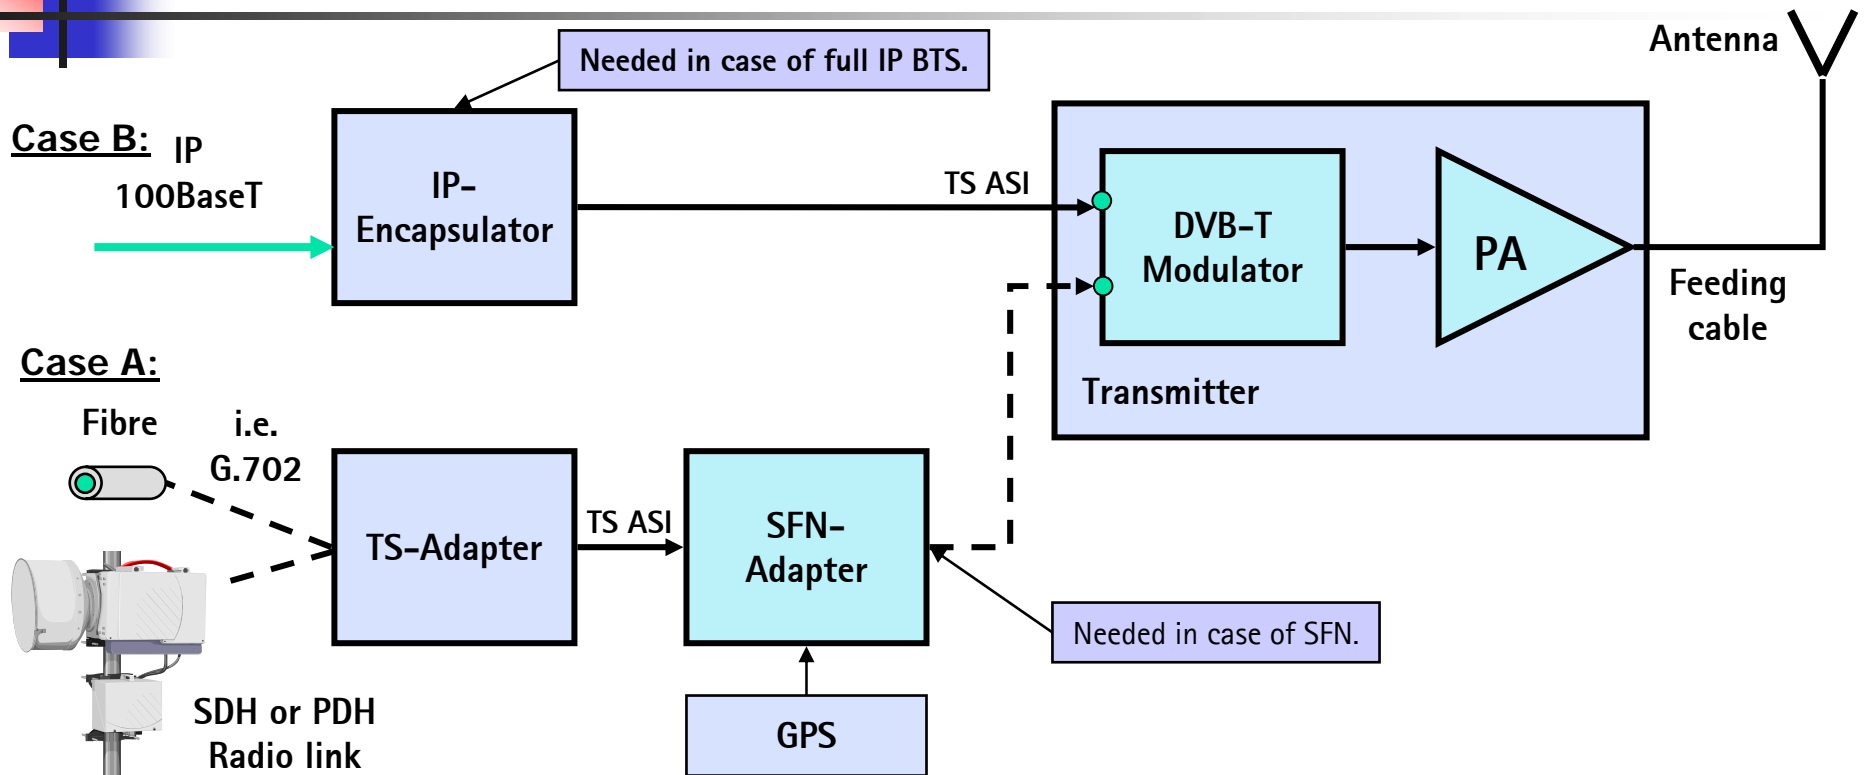 Needed in case of full IP BTS.
Antenna
Case B:
IP
100BaseT
IP-
Encapsulator
TS ASI
DVB-T
Modulator
PA
Feeding
cable
Transmitter
Case A:
Fibre
i.e.
G.702
TS-Adapter
TS ASI
SFN-
Adapter
Needed in case of SFN.
SDH or PDH
Radio link
GPS